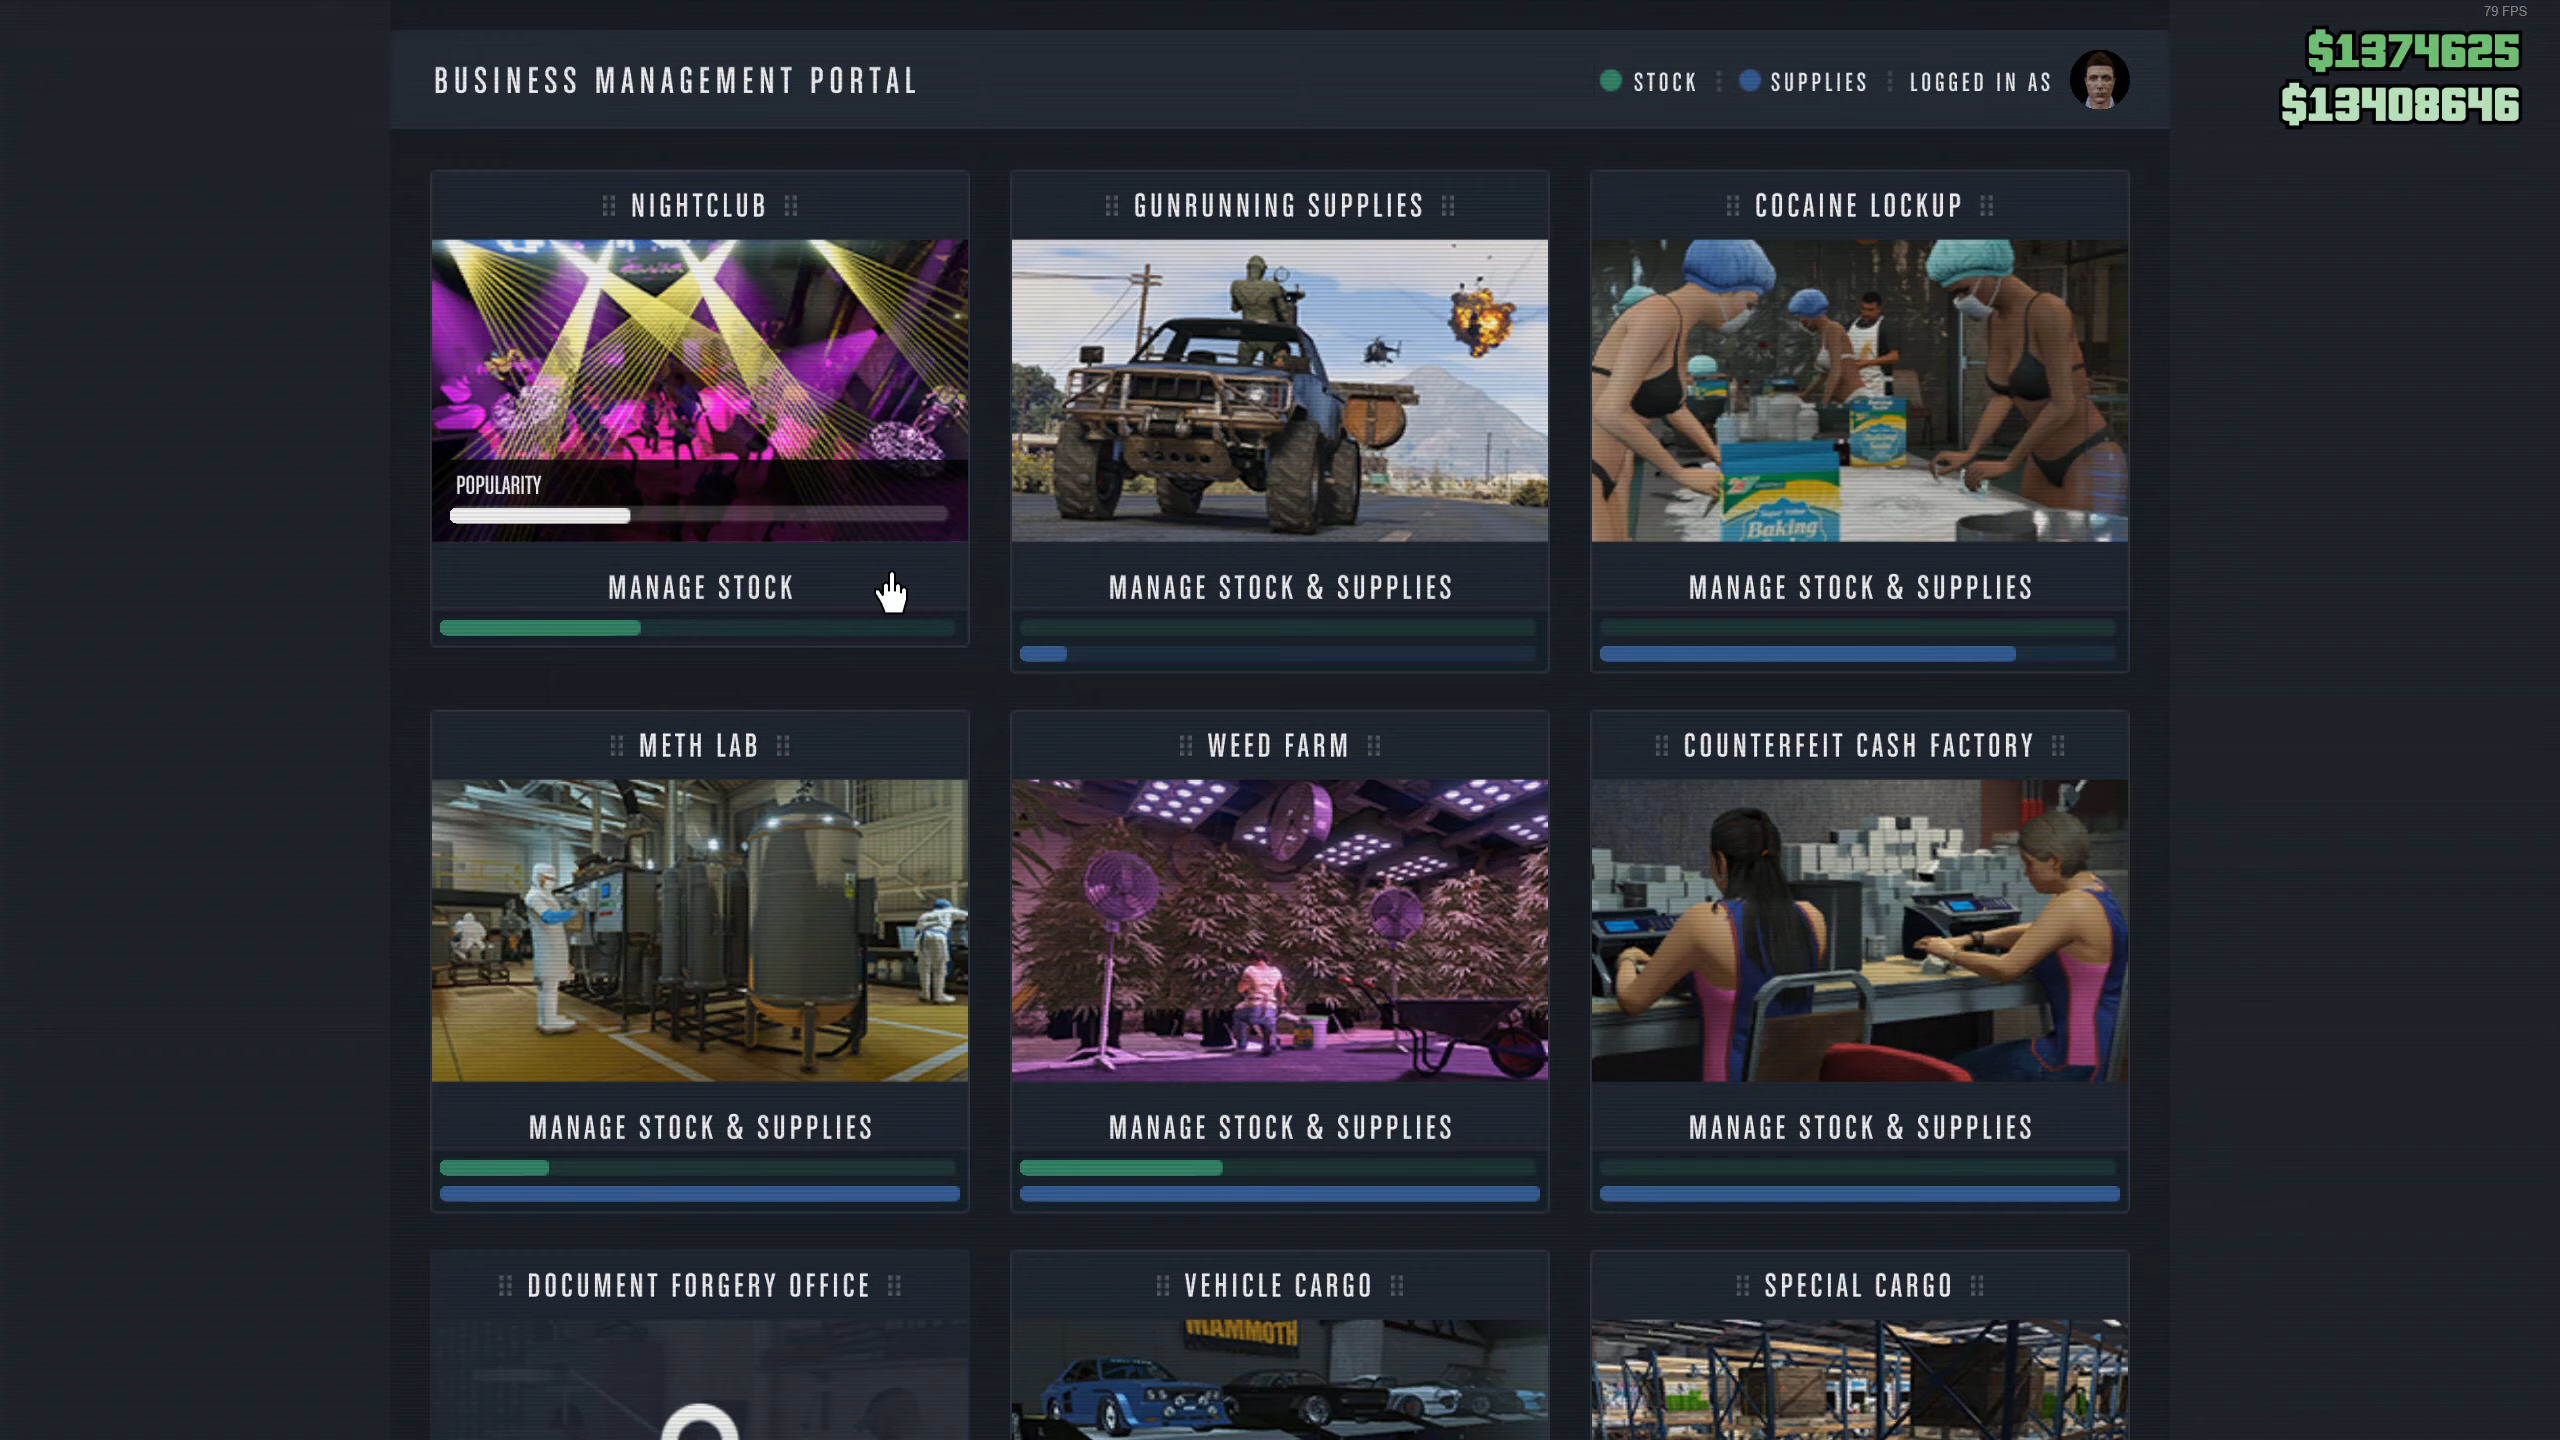 79 FPS
$1374625
$13408646
BUSINESS MANAGEMENT PORTAL
STOCK
SUPPLIES
LOGGED IN AS
NIGHTCLUB
GUNRUNNING SUPPLIES
COCAINE LOCKUP
POPULARITY
Baking
MANAGE STOCK
MANAGE STOCK & SUPPLIES
MANAGE STOCK & SUPPLIES
METH LAB
WEED FARM
COUNTERFEIT CASH FACTORY
MANAGE STOCK & SUPPLIES
MANAGE STOCK & SUPPLIES
MANAGE STOCK & SUPPLIES
DOCUMENT FORGERY OFFICE
VEHICLE CARGO
SPECIAL CARGO
MAMMOTH